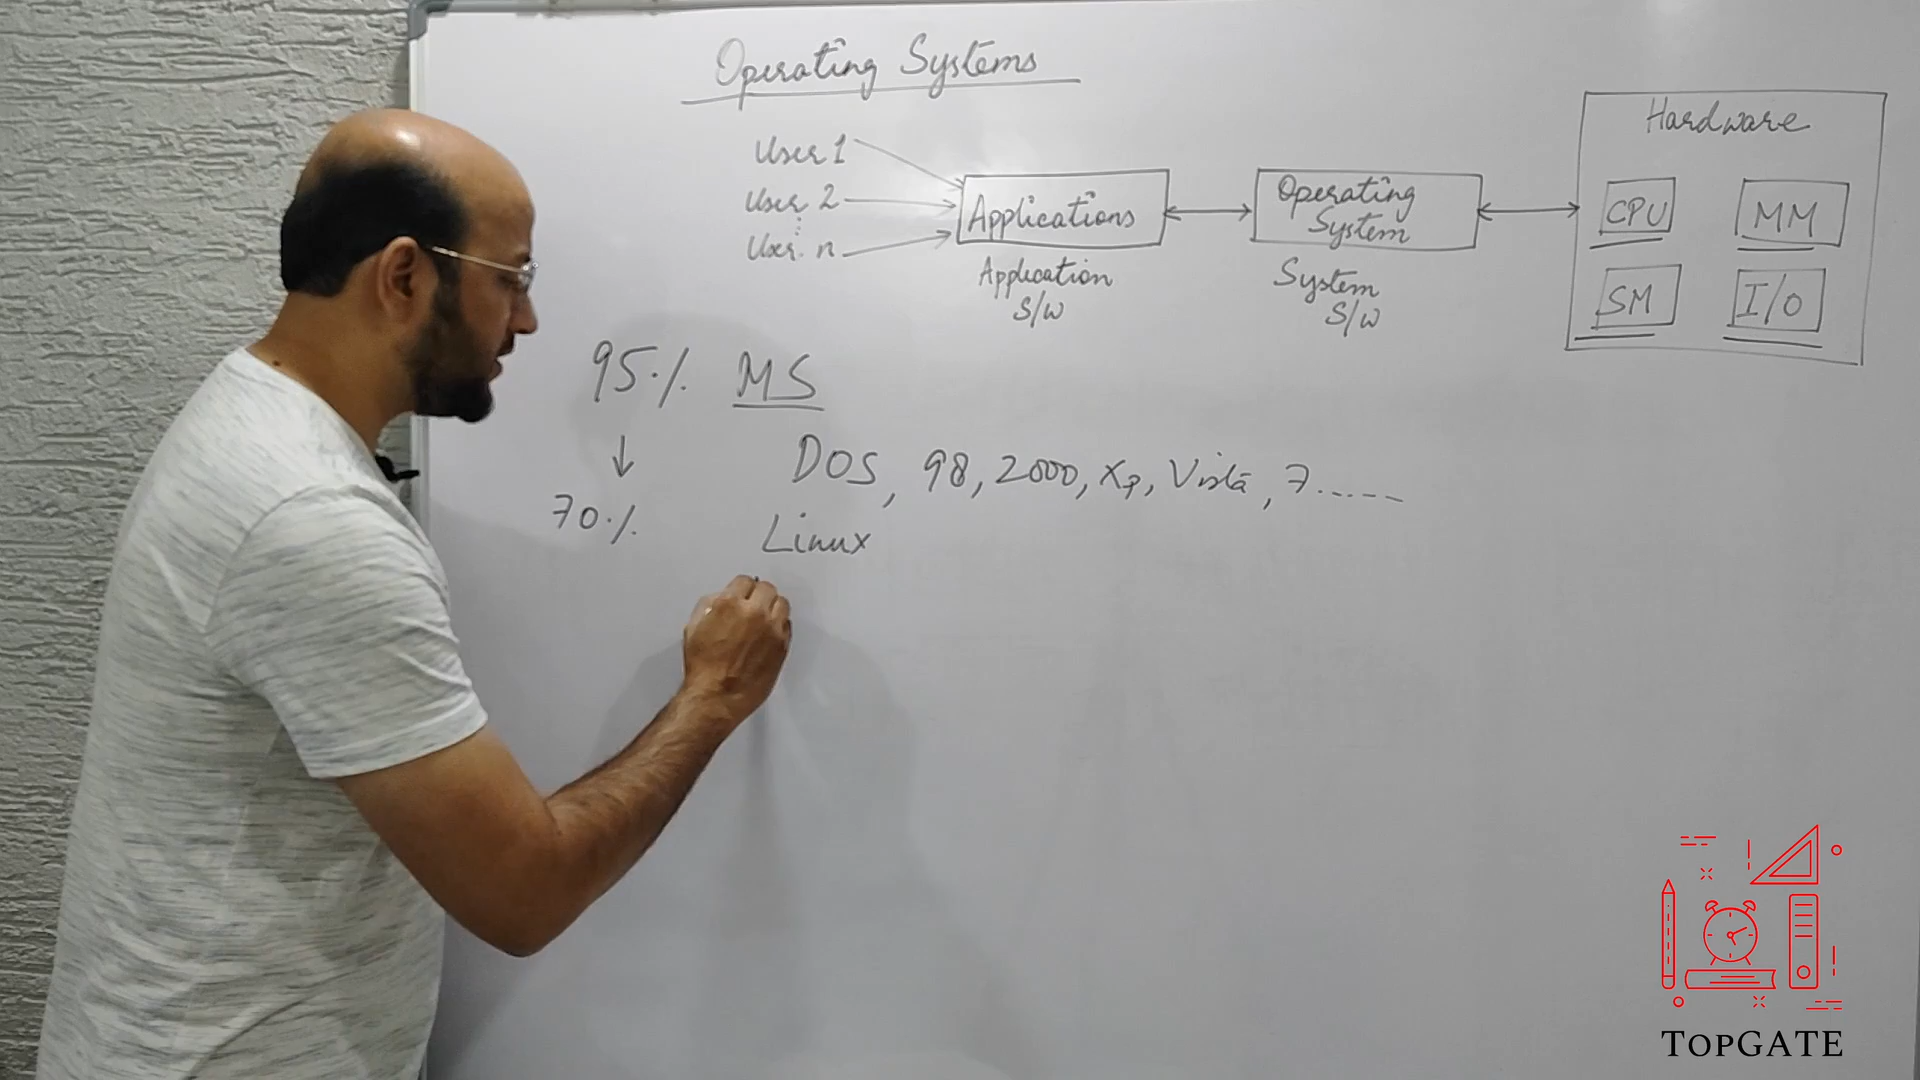 Operating Systems
User 1
User 2
User n
Applications
Application
S/W
Operating
System
System
S/W
Hardware
CPU
MM
SM
I/O
95% MS
↓
DOS, 98, 2000, XP, Vista, 7.....
70%
Linux
TOPGATE